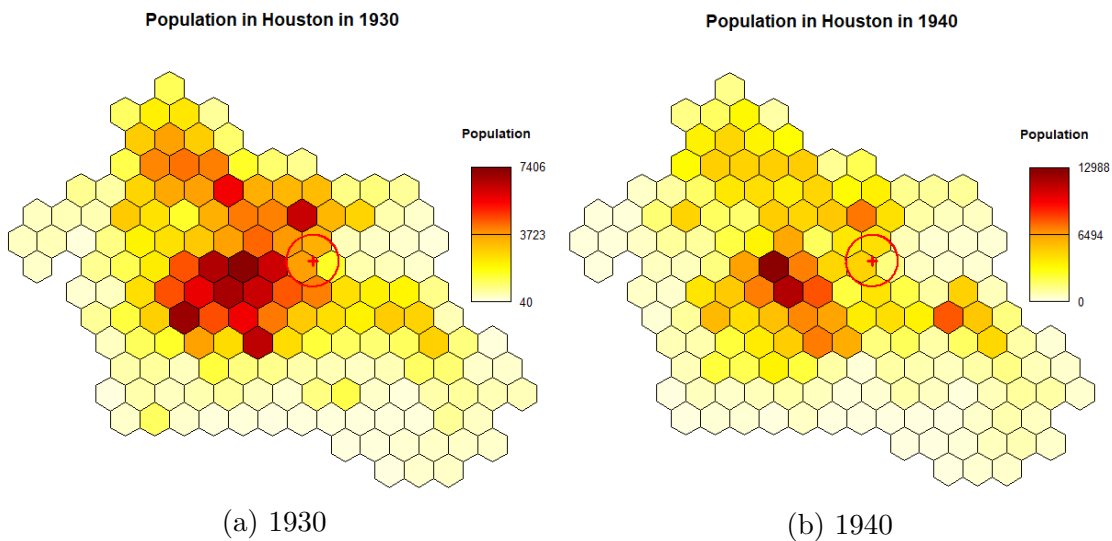 Population in Houston in 1930
Population
7406
3723
40
(a) 1930
Population in Houston in 1940
Population
12988
6494
0
(b) 1940